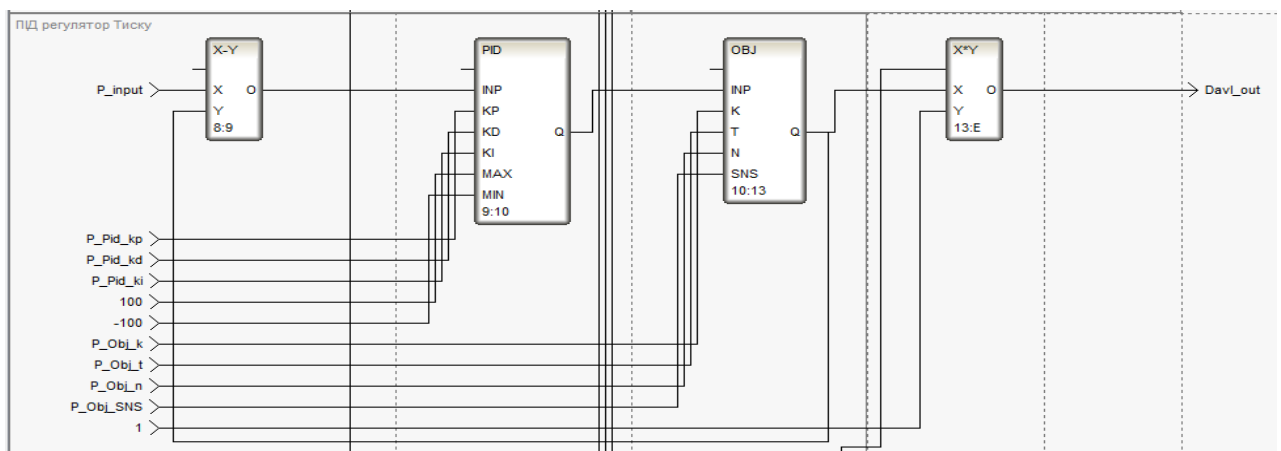 ПІД регулятор Тиску
X-Y
X O
Y
8:9
PID
INP
KP
KD
Q
KI
MAX
MIN
9:10
OBJ
INP
K
T
Q
N
SNS
10:13
X*Y
X O
Y
13:E
P_input
Davl_out
P_Pid_kp
P_Pid_kd
P_Pid_ki
100
-100
P_Obj_k
P_Obj_t
P_Obj_n
P_Obj_SNS
1